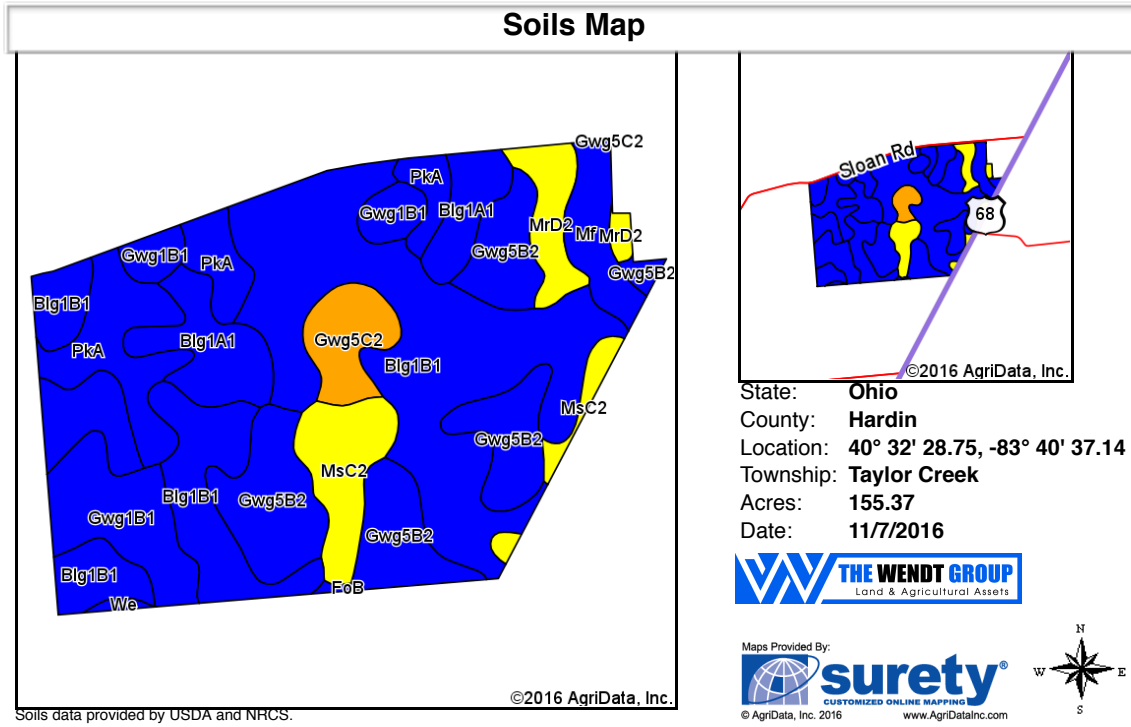 Soils Map
Gwg5C2
PkA
Gwg1B1
Blg1A1
MrD2
Mf
MrD2
Gwg5B2
Gwg1B1
PkA
Gwg5B2
Blg1B1
Blg1A1
Gwg5C2
PkA
Blg1B1
MsC2
Gwg5B2
MsC2
Blg1B1
Gwg5B2
Gwg1B1
Gwg5B2
Blg1B1
FoB
We
©2016 AgriData, Inc.
Soils data provided by USDA and NRCS.
Sloan Rd
68
©2016 AgriData, Inc.
State: Ohio
County: Hardin
Location: 40° 32' 28.75, -83° 40' 37.14
Township: Taylor Creek
Acres: 155.37
Date: 11/7/2016
W THE WENDT GROUP
Land & Agricultural Assets
Maps Provided By:
surety®
CUSTOMIZED ONLINE MAPPING
© AgriData, Inc. 2016 www.AgriDataInc.com
N
W E
S